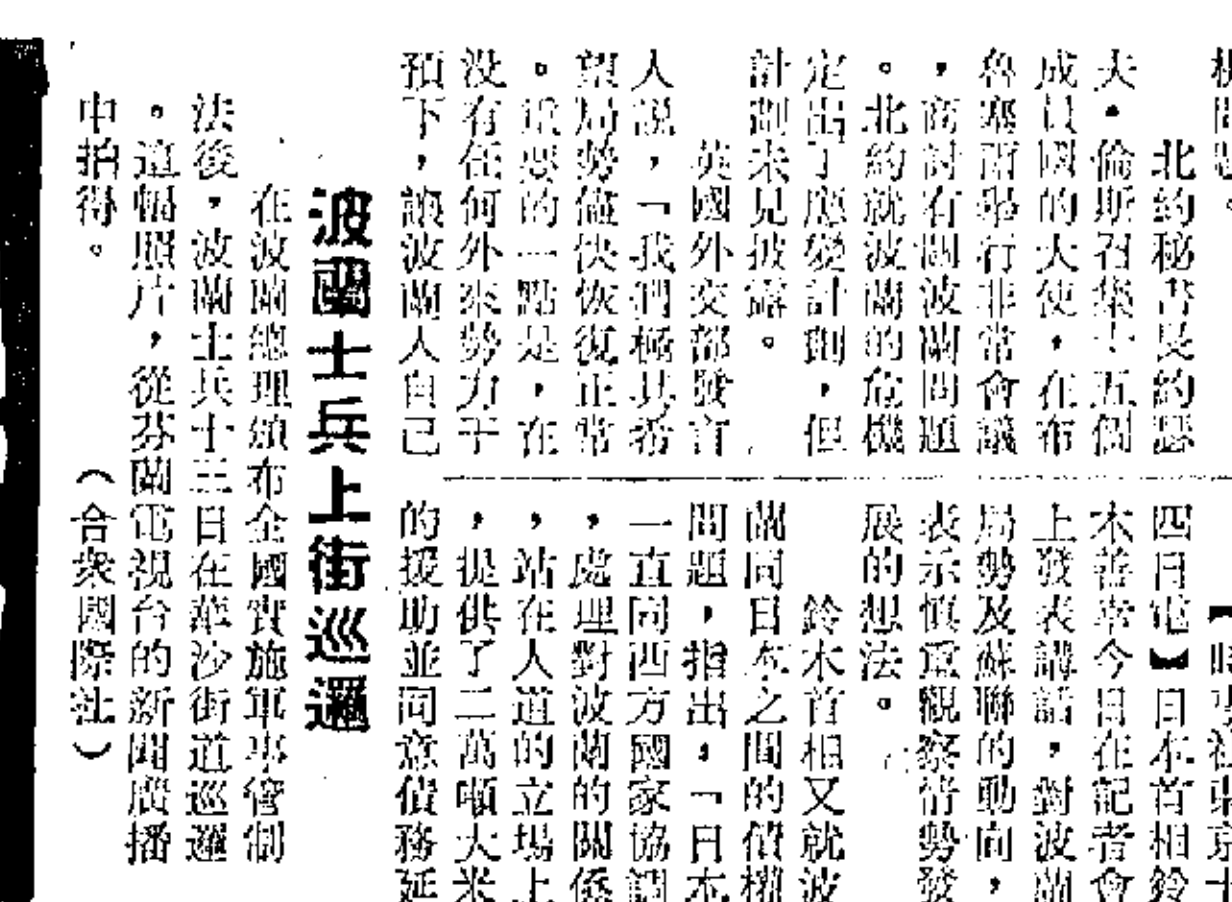 北約秘書長約瑟
夫・倫斯召集十五個
成員國的大使，在布
魯塞爾舉行非常會議
，商討有關波蘭問題
。北約就波蘭的危機
定出了應變計劃，但
計劃未見披露。
英國外交部發言
人說，「我們極其希
望局勢儘快恢復正常
。重要的一點是，在
没有任何外來勢力干
預下，讓波蘭人自己
【時事社東京十
四日電】日本首相鈴
木善幸今日在記者會
上發表講話，對波蘭
局勢及蘇聯的動向，
表示慎重觀察情勢發
展的想法。
鈴木首相又就波
蘭同日本之間的債權
問題，指出，「日本
一直同西方國家協調
，處理對波蘭的關係
，站在人道的立場上
，提供了二萬噸大米
的援助並同意債務延
波蘭士兵上街巡邏
在波蘭總理頒布全國實施軍事管制
法後，波蘭士兵十三日在華沙街道巡邏
。這幅照片，從芬蘭電視台的新聞廣播
中拍得。（合衆國際社）